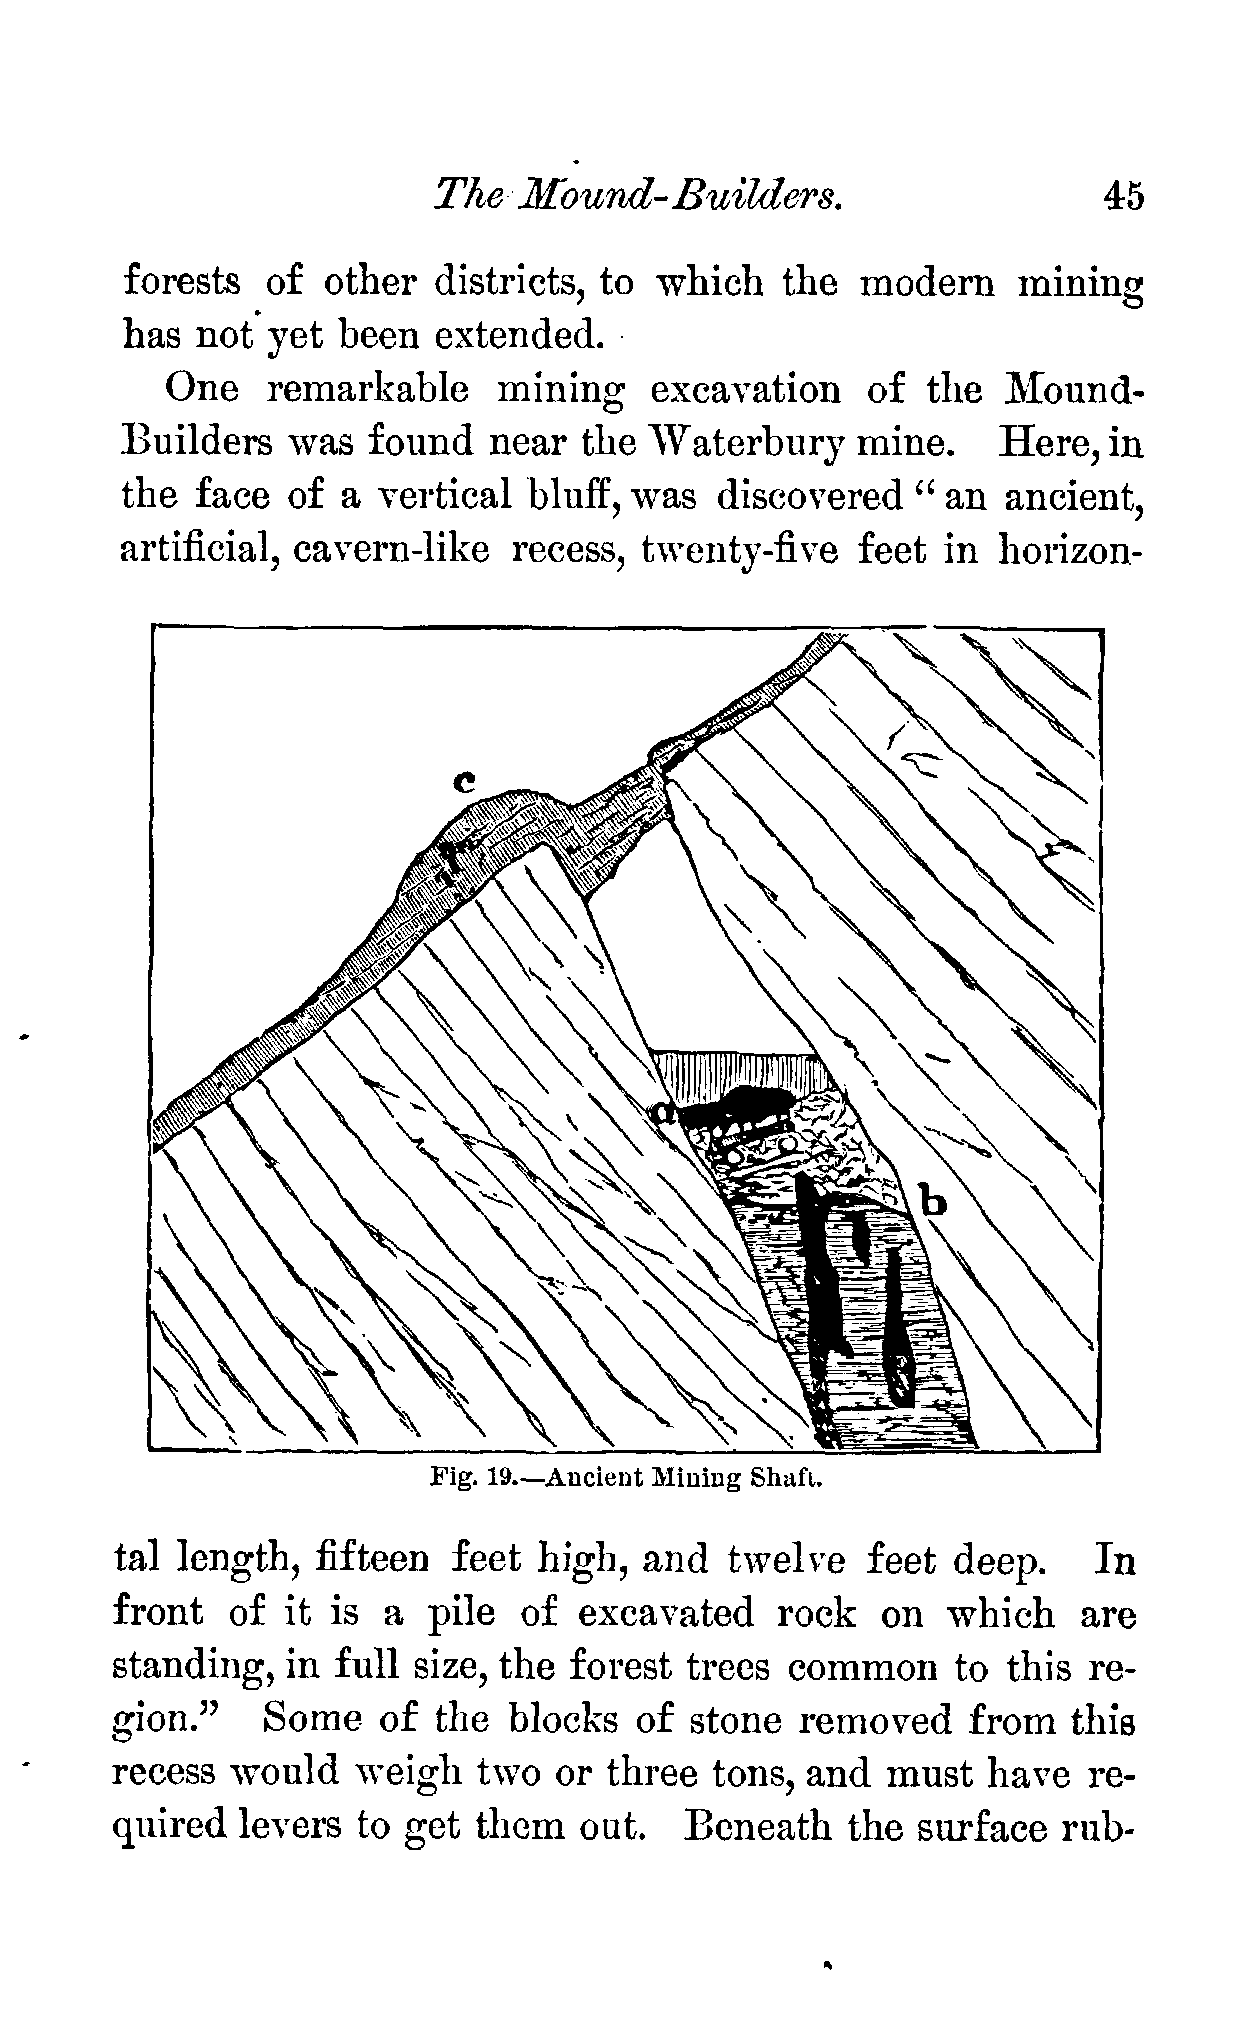 The Mound-Builders. 45
forests of other districts, to which the modern mining
has not yet been extended.
One remarkable mining excavation of the Mound-
Builders was found near the Waterbury mine. Here, in
the face of a vertical bluff, was discovered “ an ancient,
artificial, cavern-like recess, twenty-five feet in horizon-
c
a
b
Fig. 19.—Ancient Mining Shaft.
tal length, fifteen feet high, and twelve feet deep. In
front of it is a pile of excavated rock on which are
standing, in full size, the forest trees common to this re-
gion.” Some of the blocks of stone removed from this
recess would weigh two or three tons, and must have re-
quired levers to get them out. Beneath the surface rub-